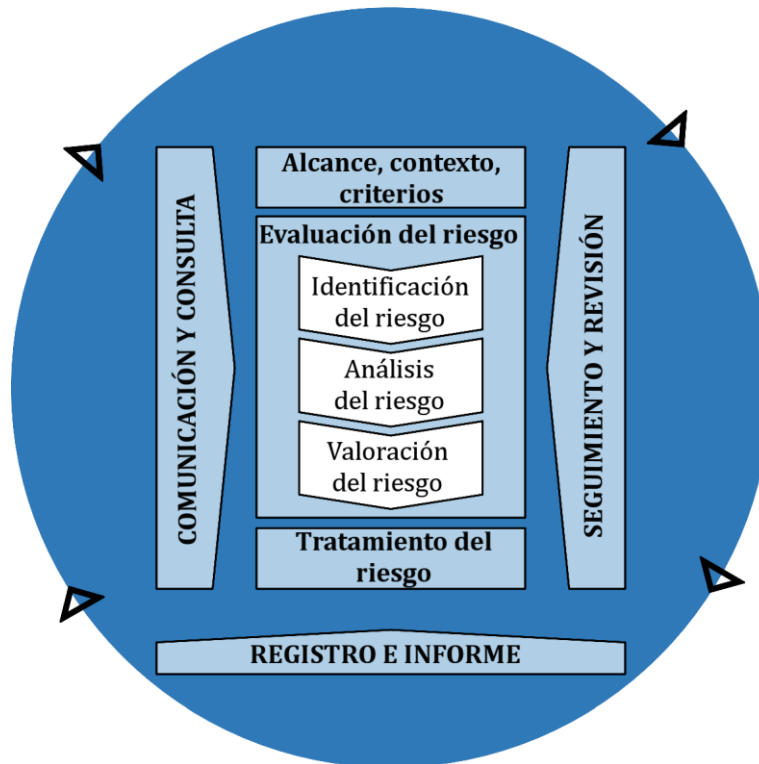 COMUNICACIÓN Y CONSULTA
Alcance, contexto,
criterios
Evaluación del riesgo
Identificación
del riesgo
Análisis
del riesgo
Valoración
del riesgo
Tratamiento del
riesgo
SEGUIMIENTO Y REVISIÓN
REGISTRO E INFORME